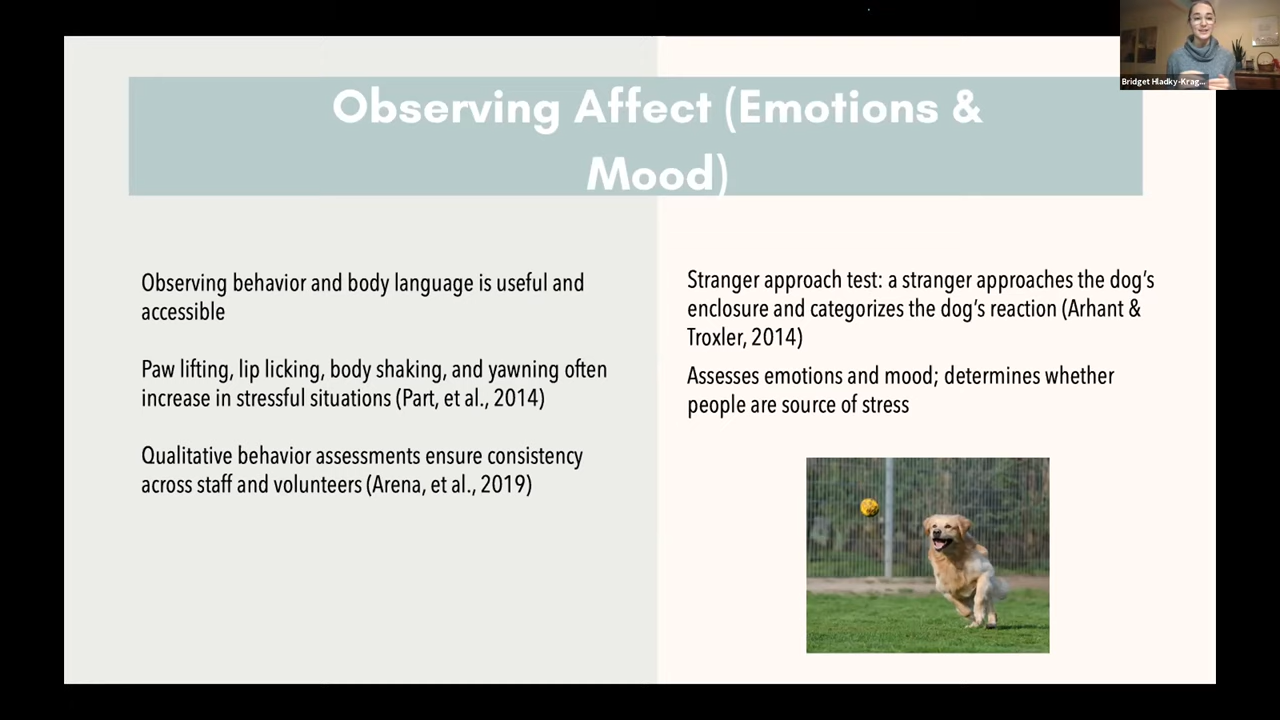 Bridget Hladky-Krag...
Observing Affect (Emotions &
Mood)
Observing behavior and body language is useful and
accessible
Paw lifting, lip licking, body shaking, and yawning often
increase in stressful situations (Part, et al., 2014)
Qualitative behavior assessments ensure consistency
across staff and volunteers (Arena, et al., 2019)
Stranger approach test: a stranger approaches the dog's
enclosure and categorizes the dog's reaction (Arhant &
Troxler, 2014)
Assesses emotions and mood; determines whether
people are source of stress